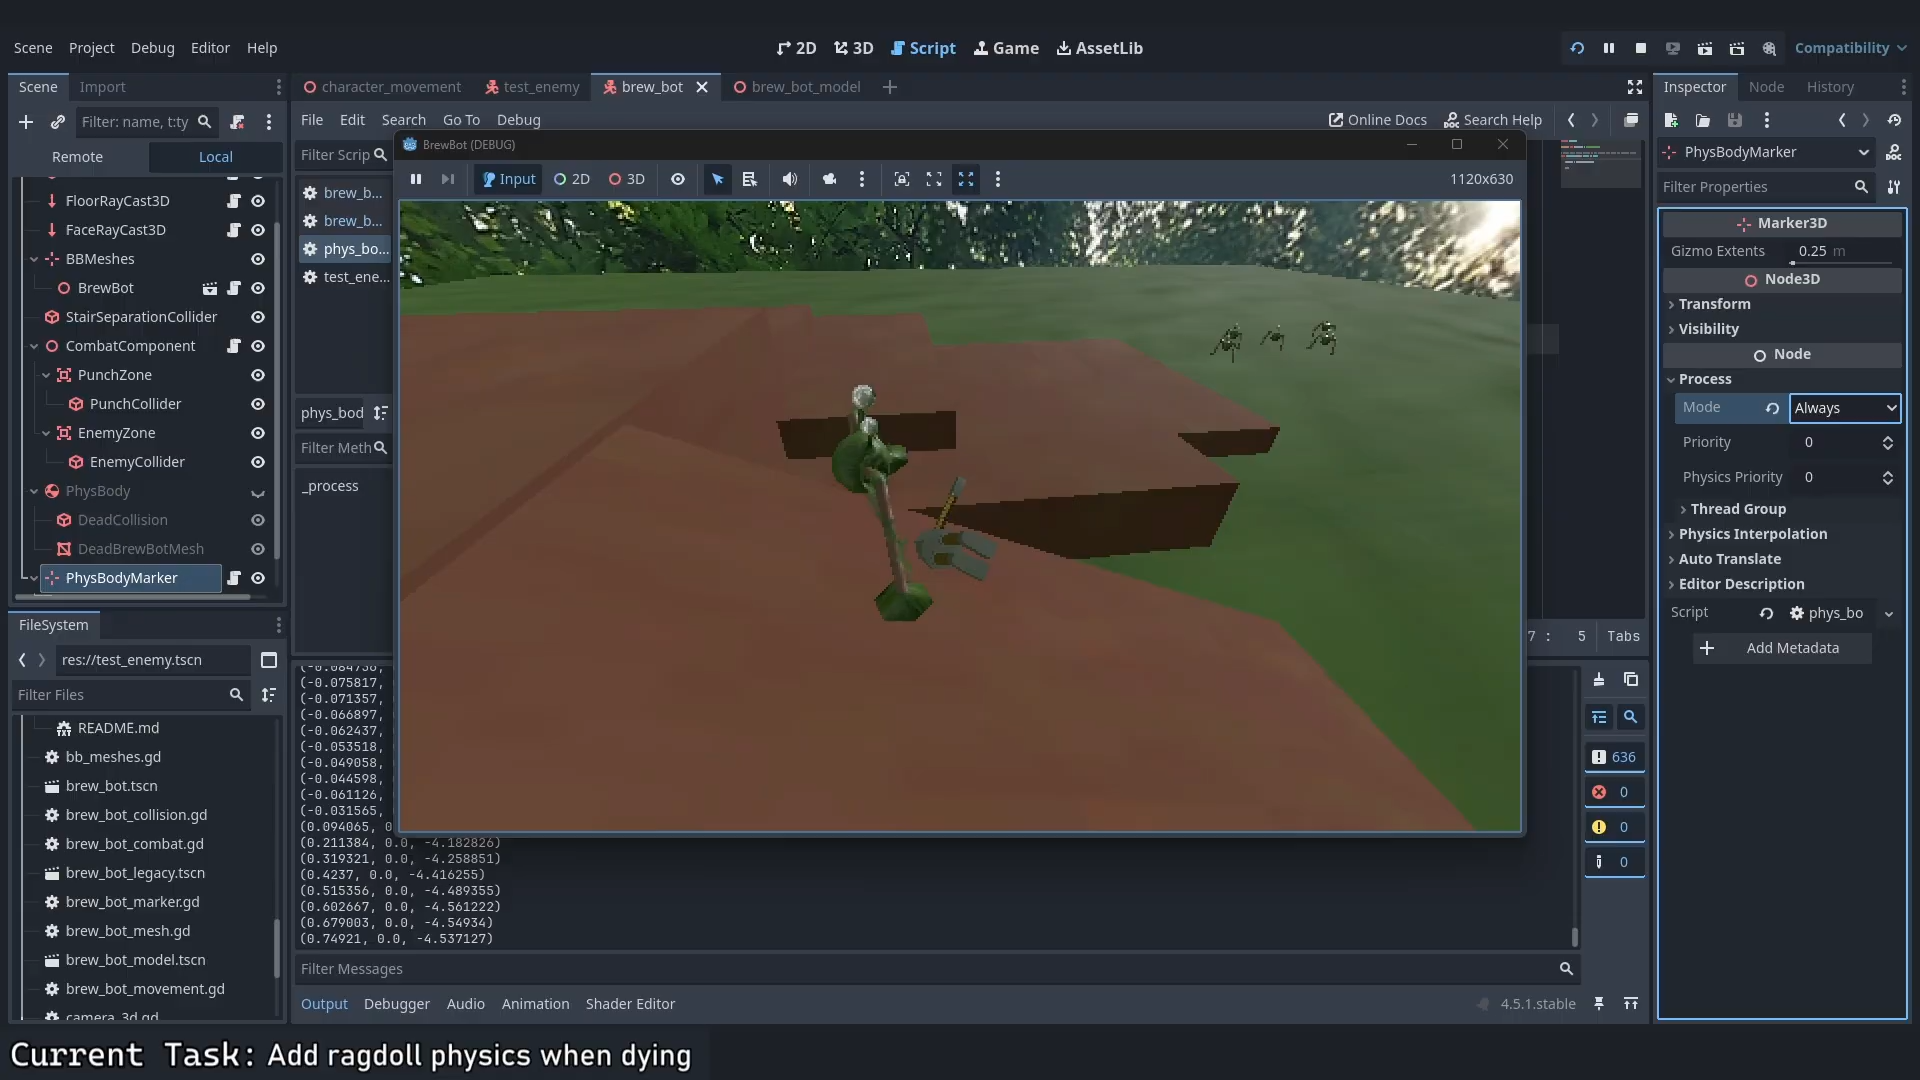 Scene Project Debug Editor Help
2D 3D Script Game AssetLib
Compatibility
Scene Import
character_movement test_enemy brew_bot brew_bot_model
Inspector Node History
Filter: name, t:ty
File Edit Search Go To Debug
Online Docs Search Help
Remote Local
Filter Scrip
BrewBot (DEBUG)
PhysBodyMarker
Input 2D 3D
1120x630
Filter Properties
FloorRayCast3D
FaceRayCast3D
BBMeshes
BrewBot
StairSeparationCollider
CombatComponent
PunchZone
PunchCollider
EnemyZone
EnemyCollider
PhysBody
DeadCollision
DeadBrewBotMesh
PhysBodyMarker
brew_b...
brew_b...
phys_bo...
test_ene...
phys_bod
Filter Meth
_process
Marker3D
Gizmo Extents 0.25 m
Node3D
Transform
Visibility
Node
Process
Mode Always
Priority 0
Physics Priority 0
Thread Group
Physics Interpolation
Auto Translate
Editor Description
Script phys_bo
Add Metadata
7 : 5 Tabs
FileSystem
res://test_enemy.tscn
Filter Files
README.md
bb_meshes.gd
brew_bot.tscn
brew_bot_collision.gd
brew_bot_combat.gd
brew_bot_legacy.tscn
brew_bot_marker.gd
brew_bot_mesh.gd
brew_bot_model.tscn
brew_bot_movement.gd
camera_3d.gd
(-0.084736,
(-0.075817,
(-0.071357,
(-0.066897,
(-0.062437,
(-0.053518,
(-0.049058,
(-0.044598,
(-0.061126,
(-0.031565,
(0.094065, 0
(0.211384, 0.0, -4.182826)
(0.319321, 0.0, -4.258851)
(0.4237, 0.0, -4.416255)
(0.515356, 0.0, -4.489355)
(0.602667, 0.0, -4.561222)
(0.679003, 0.0, -4.54934)
(0.74921, 0.0, -4.537127)
636
0
0
0
Filter Messages
Output Debugger Audio Animation Shader Editor
4.5.1.stable
Current Task: Add ragdoll physics when dying